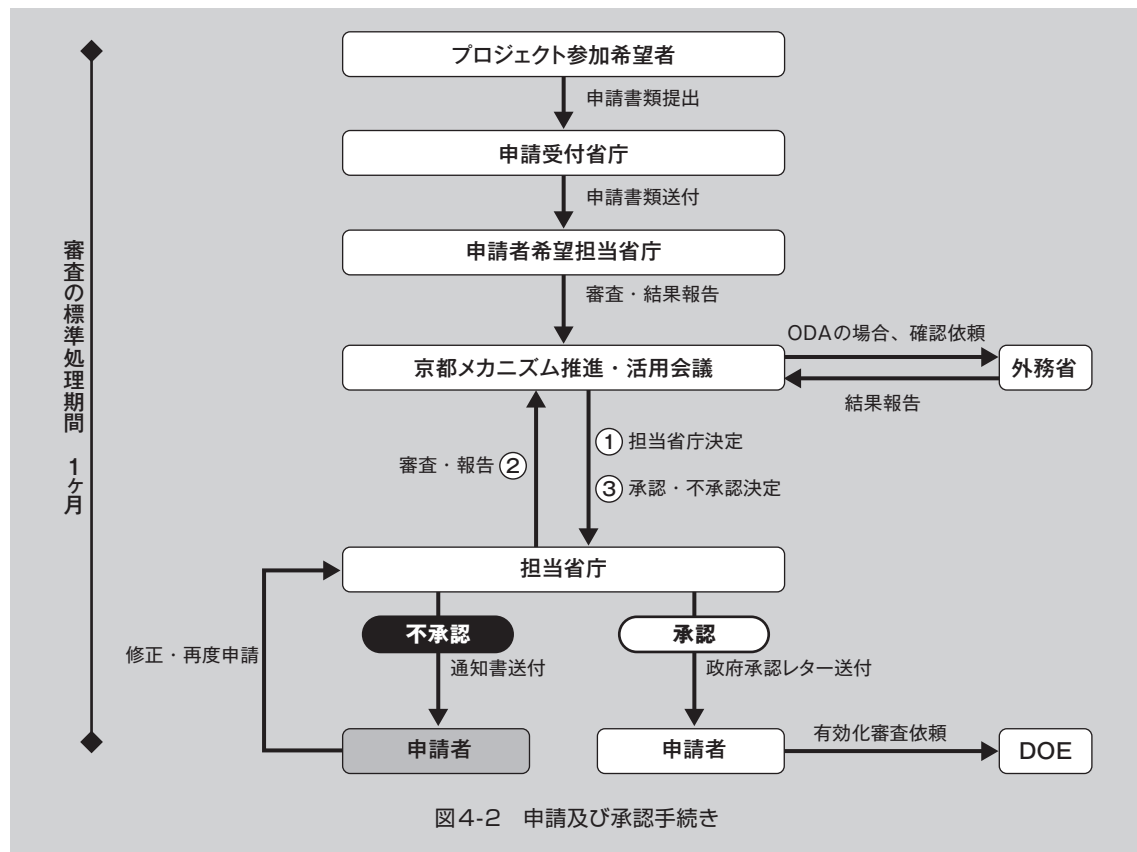 プロジェクト参加希望者
申請書類提出
申請受付省庁
申請書類送付
申請者希望担当省庁
審査・結果報告
ODAの場合、確認依頼
京都メカニズム推進・活用会議
外務省
結果報告
① 担当省庁決定
審査・報告 ②
③ 承認・不承認決定
審査の標準処理期間 1ヶ月
担当省庁
不承認
承認
修正・再度申請
通知書送付
政府承認レター送付
申請者
申請者
有効化審査依頼
DOE
図4-2 申請及び承認手続き